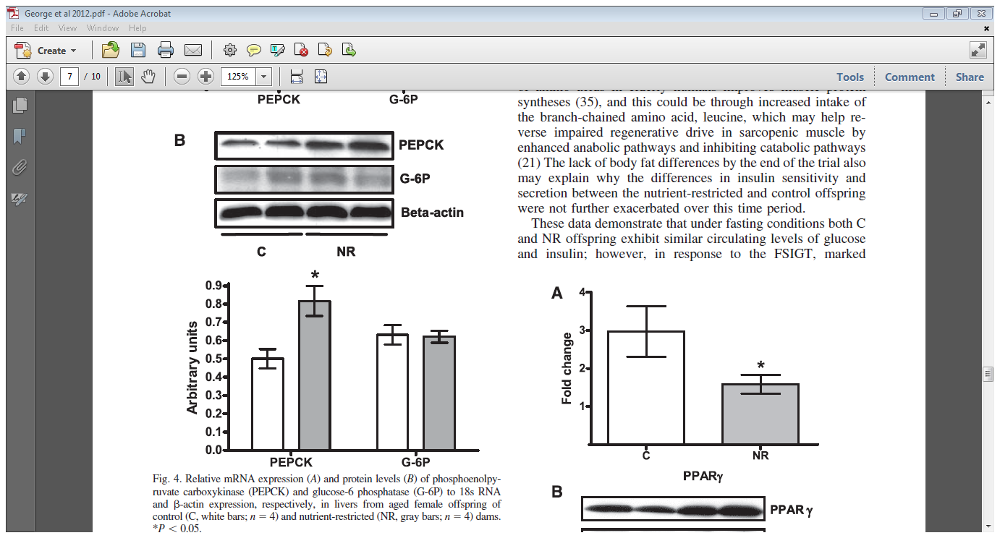 George et al 2012.pdf - Adobe Acrobat
File Edit View Window Help
Create
7 / 10
125%
Tools Comment Share
PEPCK G-6P
B
PEPCK
G-6P
Beta-actin
C NR
*
Arbitrary units
0.9
0.8
0.7
0.6
0.5
0.4
0.3
0.2
0.1
0.0
PEPCK G-6P
Fig. 4. Relative mRNA expression (A) and protein levels (B) of phosphoenolpy-
ruvate carboxykinase (PEPCK) and glucose-6 phosphatase (G-6P) to 18s RNA
and β-actin expression, respectively, in livers from aged female offspring of
control (C, white bars; n = 4) and nutrient-restricted (NR, gray bars; n = 4) dams.
*P < 0.05.
syntheses (35), and this could be through increased intake of
the branch-chained amino acid, leucine, which may help re-
verse impaired regenerative drive in sarcopenic muscle by
enhanced anabolic pathways and inhibiting catabolic pathways
(21) The lack of body fat differences by the end of the trial also
may explain why the differences in insulin sensitivity and
secretion between the nutrient-restricted and control offspring
were not further exacerbated over this time period.
These data demonstrate that under fasting conditions both C
and NR offspring exhibit similar circulating levels of glucose
and insulin; however, in response to the FSIGT, marked
A
Fold change
4
3
2
1
*
C NR
PPARγ
B
PPAR γ